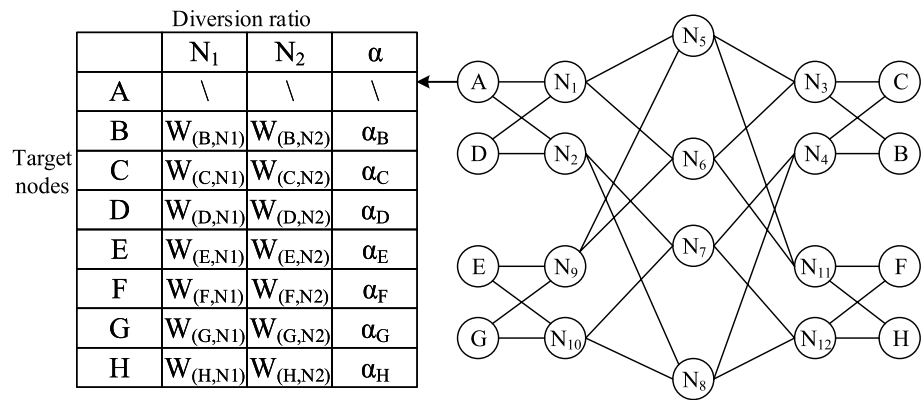 Diversion ratio
N₁ N₂ α
A \ \ \
B W(B,N1) W(B,N2) αB
C W(C,N1) W(C,N2) αC
D W(D,N1) W(D,N2) αD
E W(E,N1) W(E,N2) αE
F W(F,N1) W(F,N2) αF
G W(G,N1) W(G,N2) αG
H W(H,N1) W(H,N2) αH
Target
nodes
N₅
A N₁ N₃ C
D N₂ N₆ N₄ B
N₇
E N₉ N₁₁ F
G N₁₀ N₁₂ H
N₈